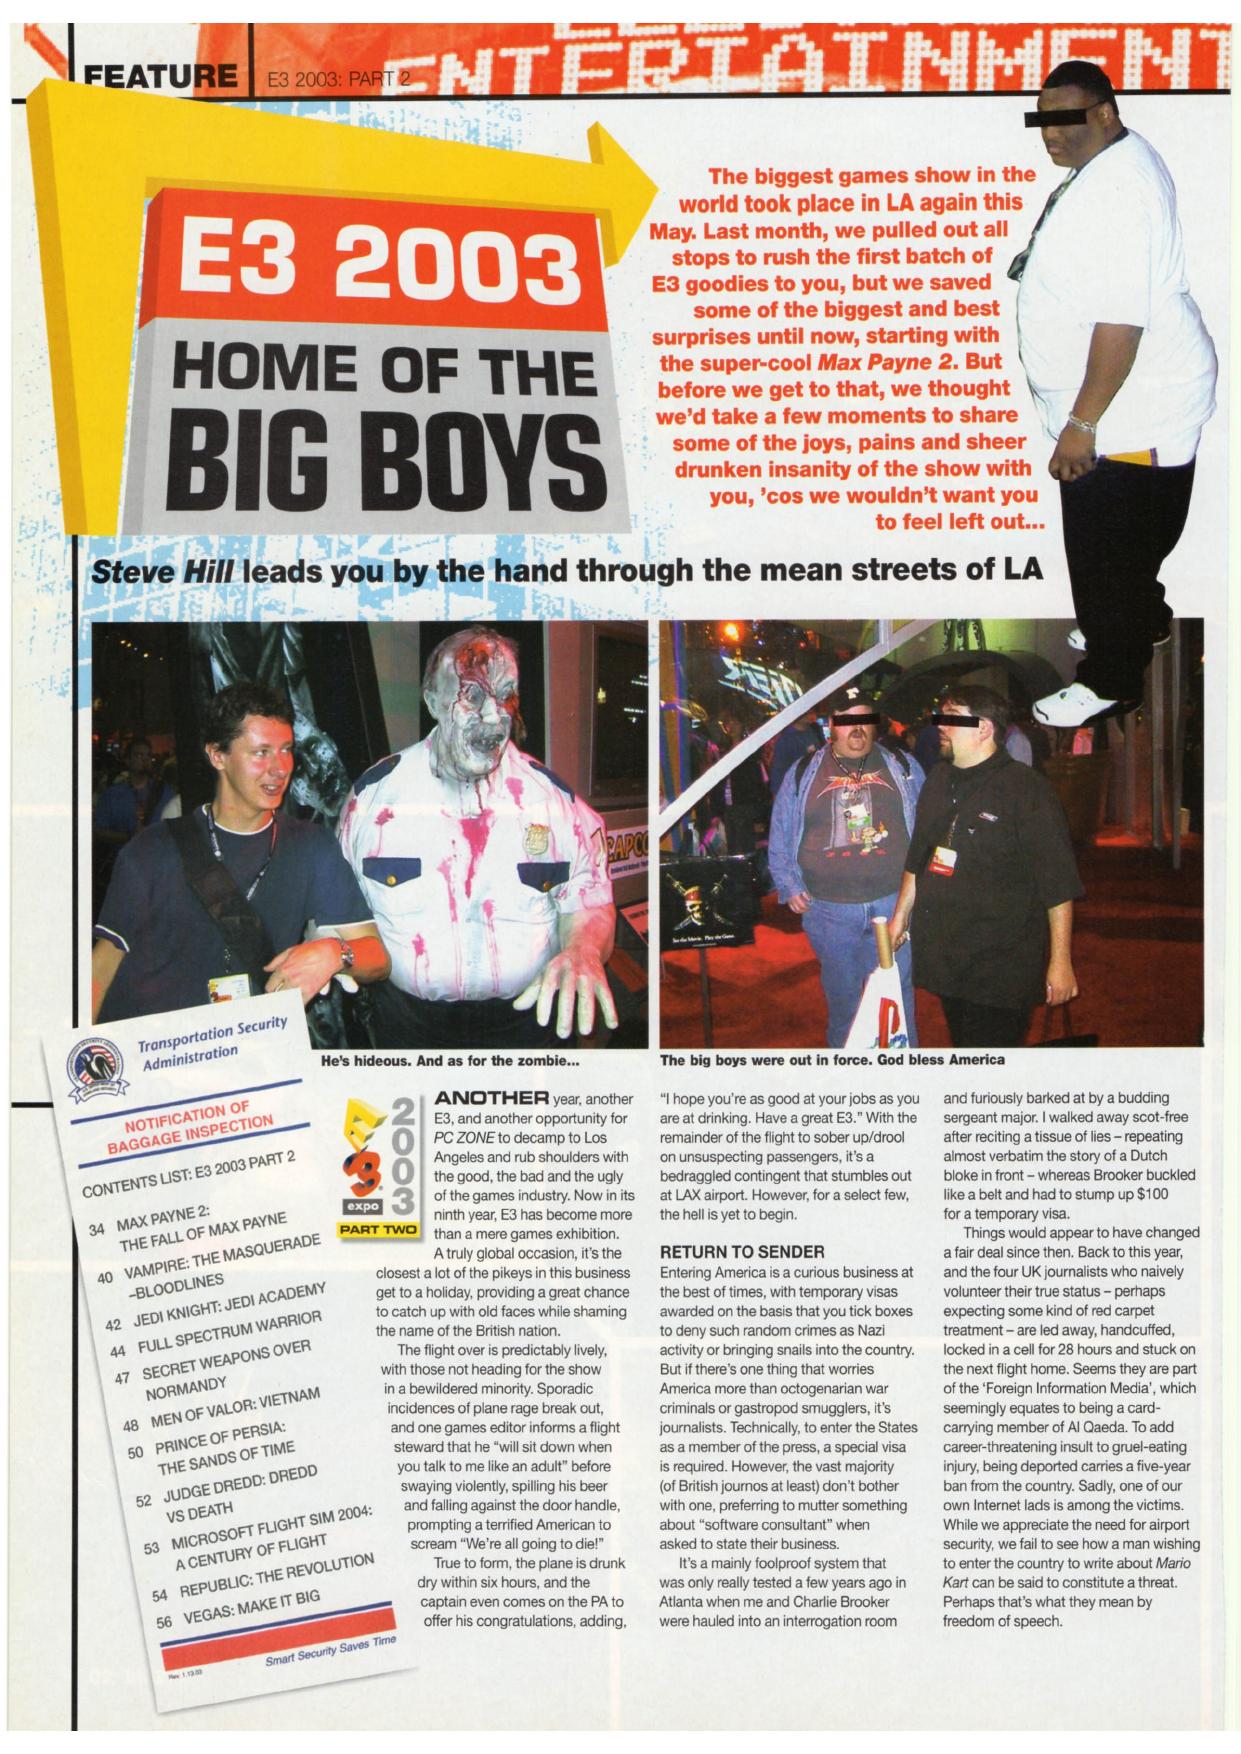 ENTERTAINMENT
FEATURE
E3 2003: PART 2
E3 2003
HOME OF THE
BIG BOYS
The biggest games show in the
world took place in LA again this
May. Last month, we pulled out all
stops to rush the first batch of
E3 goodies to you, but we saved
some of the biggest and best
surprises until now, starting with
the super-cool Max Payne 2. But
before we get to that, we thought
we'd take a few moments to share
some of the joys, pains and sheer
drunken insanity of the show with
you, 'cos we wouldn't want you
to feel left out...
Steve Hill leads you by the hand through the mean streets of LA
CAPCO
See the Movie. Play the Game.
He's hideous. And as for the zombie...
The big boys were out in force. God bless America
Transportation Security
Administration
NOTIFICATION OF
BAGGAGE INSPECTION
CONTENTS LIST: E3 2003 PART 2
34 MAX PAYNE 2:
THE FALL OF MAX PAYNE
40 VAMPIRE: THE MASQUERADE
–BLOODLINES
42 JEDI KNIGHT: JEDI ACADEMY
44 FULL SPECTRUM WARRIOR
47 SECRET WEAPONS OVER
NORMANDY
48 MEN OF VALOR: VIETNAM
50 PRINCE OF PERSIA:
THE SANDS OF TIME
52 JUDGE DREDD: DREDD
VS DEATH
53 MICROSOFT FLIGHT SIM 2004:
A CENTURY OF FLIGHT
54 REPUBLIC: THE REVOLUTION
56 VEGAS: MAKE IT BIG
Smart Security Saves Time
Rev. 1.13.03
E3 expo
2003
PART TWO
ANOTHER year, another
E3, and another opportunity for
PC ZONE to decamp to Los
Angeles and rub shoulders with
the good, the bad and the ugly
of the games industry. Now in its
ninth year, E3 has become more
than a mere games exhibition.
A truly global occasion, it's the
closest a lot of the pikeys in this business
get to a holiday, providing a great chance
to catch up with old faces while shaming
the name of the British nation.
The flight over is predictably lively,
with those not heading for the show
in a bewildered minority. Sporadic
incidences of plane rage break out,
and one games editor informs a flight
steward that he “will sit down when
you talk to me like an adult” before
swaying violently, spilling his beer
and falling against the door handle,
prompting a terrified American to
scream “We're all going to die!”
True to form, the plane is drunk
dry within six hours, and the
captain even comes on the PA to
offer his congratulations, adding,
“I hope you're as good at your jobs as you
are at drinking. Have a great E3.” With the
remainder of the flight to sober up/drool
on unsuspecting passengers, it's a
bedraggled contingent that stumbles out
at LAX airport. However, for a select few,
the hell is yet to begin.
RETURN TO SENDER
Entering America is a curious business at
the best of times, with temporary visas
awarded on the basis that you tick boxes
to deny such random crimes as Nazi
activity or bringing snails into the country.
But if there's one thing that worries
America more than octogenarian war
criminals or gastropod smugglers, it's
journalists. Technically, to enter the States
as a member of the press, a special visa
is required. However, the vast majority
(of British journos at least) don't bother
with one, preferring to mutter something
about “software consultant” when
asked to state their business.
It's a mainly foolproof system that
was only really tested a few years ago in
Atlanta when me and Charlie Brooker
were hauled into an interrogation room
and furiously barked at by a budding
sergeant major. I walked away scot-free
after reciting a tissue of lies – repeating
almost verbatim the story of a Dutch
bloke in front – whereas Brooker buckled
like a belt and had to stump up $100
for a temporary visa.
Things would appear to have changed
a fair deal since then. Back to this year,
and the four UK journalists who naively
volunteer their true status – perhaps
expecting some kind of red carpet
treatment – are led away, handcuffed,
locked in a cell for 28 hours and stuck on
the next flight home. Seems they are part
of the ‘Foreign Information Media’, which
seemingly equates to being a card-
carrying member of Al Qaeda. To add
career-threatening insult to gruel-eating
injury, being deported carries a five-year
ban from the country. Sadly, one of our
own Internet lads is among the victims.
While we appreciate the need for airport
security, we fail to see how a man wishing
to enter the country to write about Mario
Kart can be said to constitute a threat.
Perhaps that's what they mean by
freedom of speech.